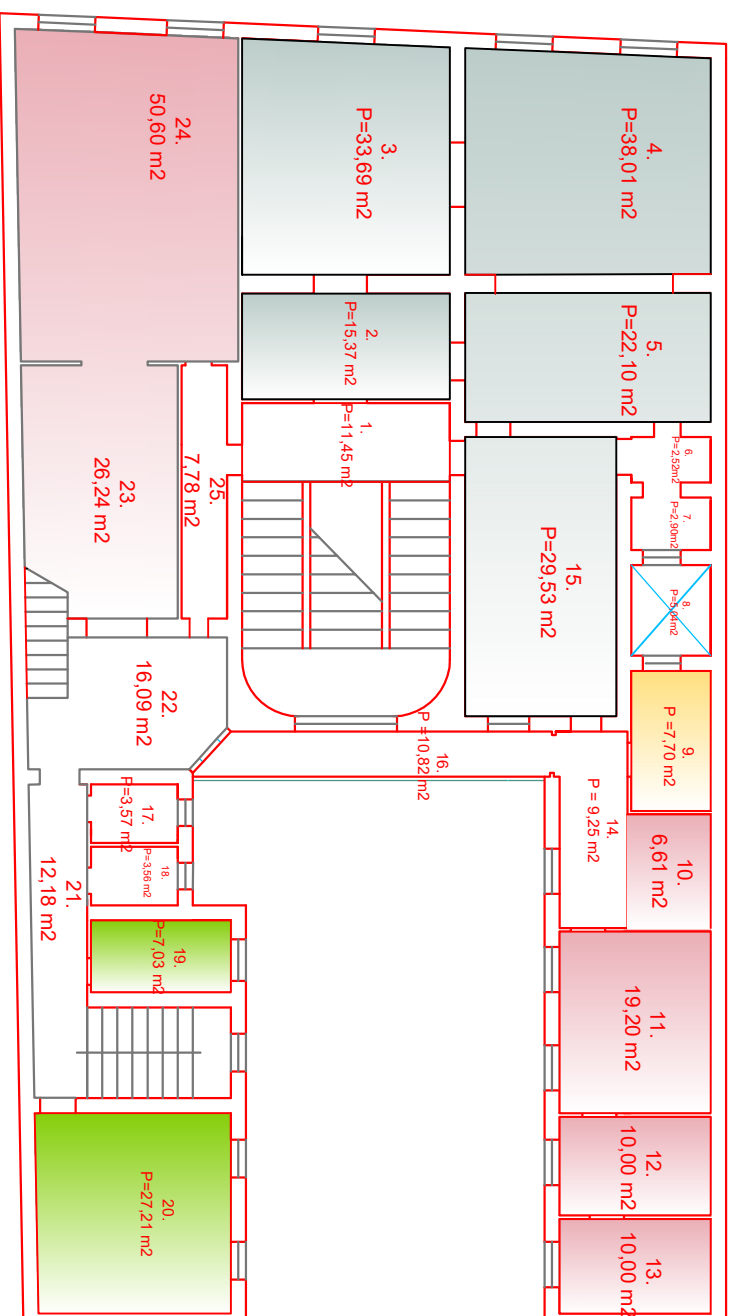 1.
P=11,45 m2
2.
P=15,37 m2
3.
P=33,69 m2
4.
P=38,01 m2
5.
P=22,10 m2
6.
P=2,52m2
7.
P=2,90m2
8.
P=5,84m2
9.
P =7,70 m2
10.
6,61 m2
11.
19,20 m2
12.
10,00 m2
13.
10,00 m2
14.
P = 9,25 m2
15.
P=29,53 m2
16.
P =10,82 m2
17.
P=3,57 m2
18.
P=3,56 m2
19.
P=7,03 m2
20.
P=27,21 m2
21.
12,18 m2
22.
16,09 m2
23.
26,24 m2
24.
50,60 m2
25.
7,78 m2